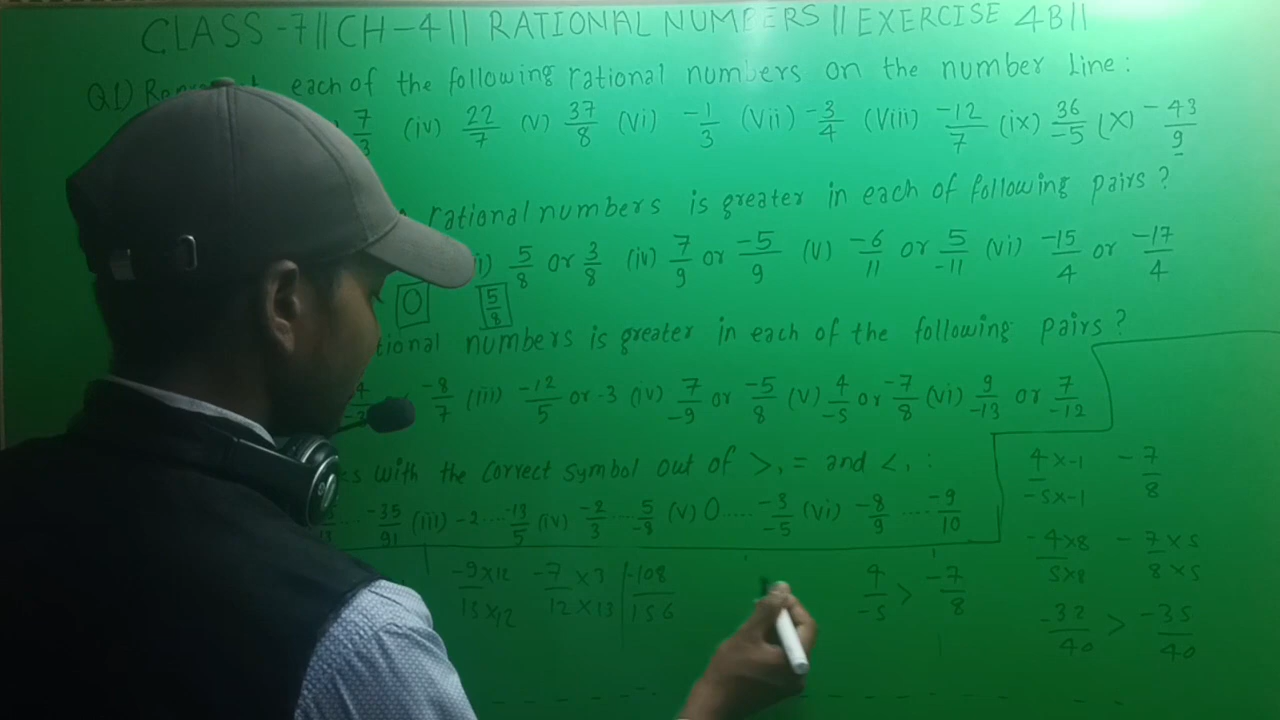 CLASS -7 || CH-4 || RATIONAL NUMBERS || EXERCISE 4B ||
Q1) each of the following rational numbers on the number line :
7/3 (iv) 22/7 (v) 37/8 (vi) -1/3 (vii) -3/4 (viii) -12/7 (ix) 36/-5 (x) -43/9
rational numbers is greater in each of following pairs ?
5/8 or 3/8 (iv) 7/9 or -5/9 (v) -6/11 or 5/-11 (vi) -15/4 or -17/4
0 5/8
numbers is greater in each of the following pairs ?
-8/7 (iii) -12/5 or -3 (iv) 7/-9 or -5/8 (v) 4/-5 or -7/8 (vi) 9/-13 or 7/-12
with the correct symbol out of >, = and <, :
.... -35/91 (iii) -2 .... -13/5 (iv) -2/3 .... 5/-8 (v) 0 ..... -3/-5 (vi) -8/9 .... -9/10
-9×12/13×12 -7×3/12×13 -108/156
4/-5 > -7/8
4×-1/-5×-1 -7/8
-4×8/5×8 -7×5/8×5
-32/40 > -35/40